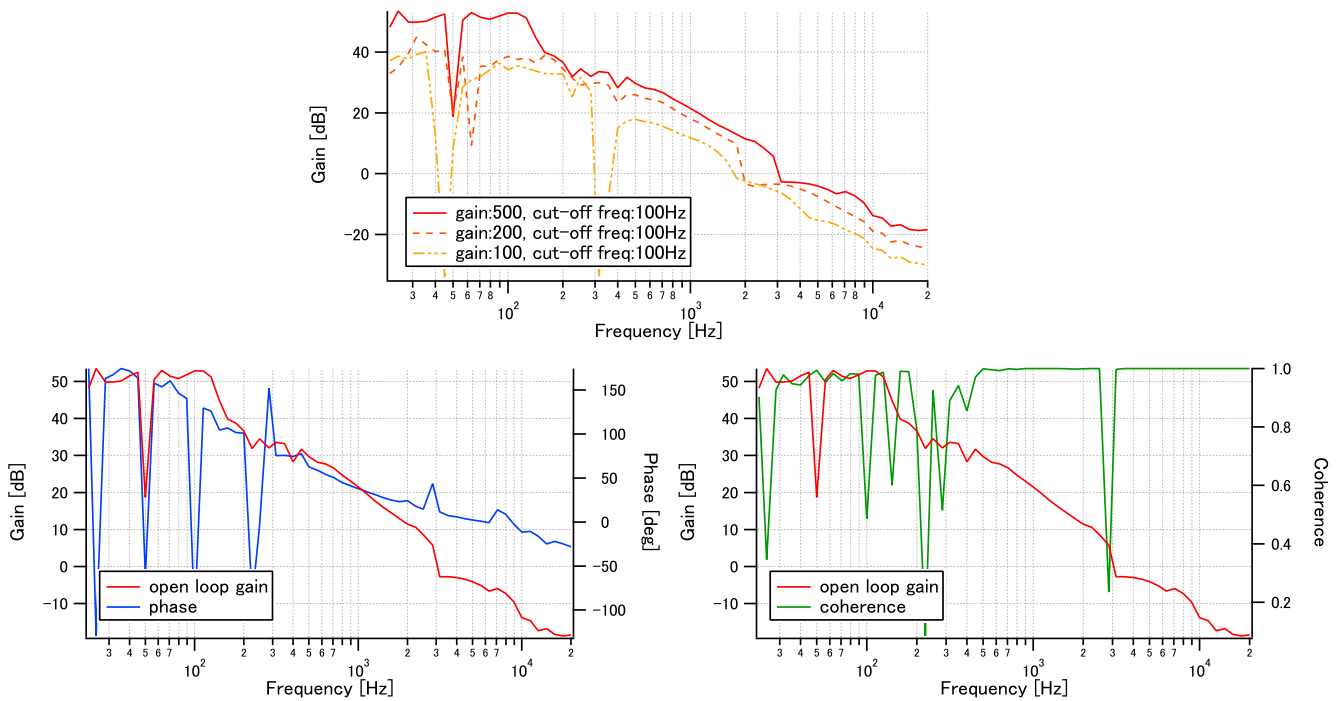 40
20
0
−20
Gain [dB]
gain:500, cut-off freq:100Hz
gain:200, cut-off freq:100Hz
gain:100, cut-off freq:100Hz
3 4 5 6 7 8 2 3 4 5 6 7 2 3 4 5 6 7 2
10² 10³ 10⁴
Frequency [Hz]
50
40
30
20
10
0
−10
Gain [dB]
150
100
50
0
−50
−100
Phase [deg]
open loop gain
phase
3 4 5 6 7 2 3 4 5 6 7 2 3 4 5 6 7 2
10² 10³ 10⁴
Frequency [Hz]
50
40
30
20
10
0
−10
Gain [dB]
1.0
0.8
0.6
0.4
0.2
Coherence
open loop gain
coherence
3 4 5 6 7 2 3 4 5 6 7 2 3 4 5 6 7 2
10² 10³ 10⁴
Frequency [Hz]